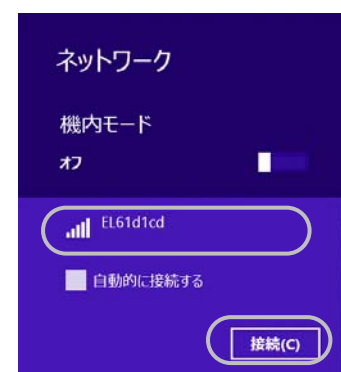 ネットワーク
機内モード
オフ
EL61d1cd
自動的に接続する
接続(C)